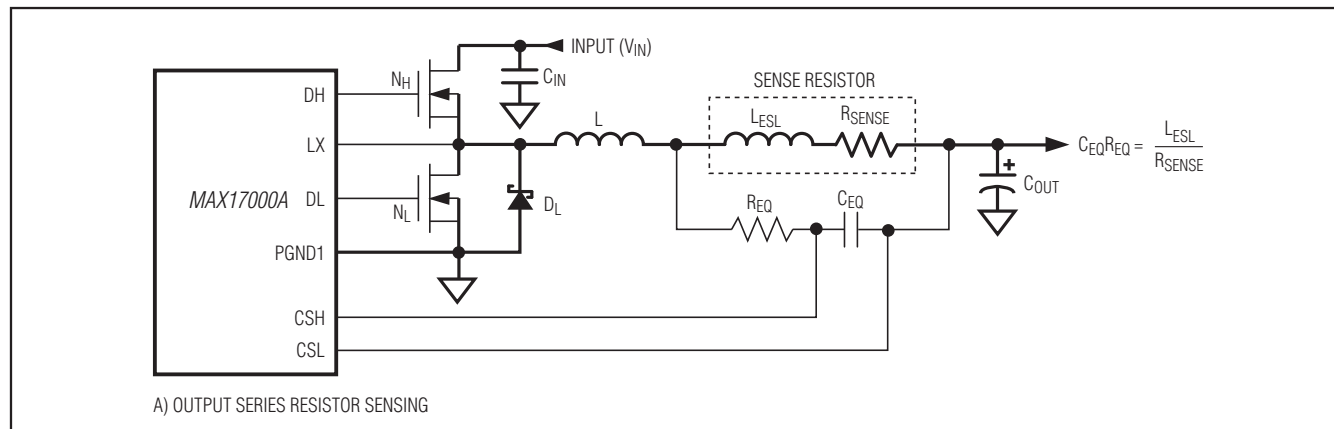 INPUT (VIN)
CIN
SENSE RESISTOR
NH
DH
LESL
RSENSE
L
LX
CEQREQ = LESL / RSENSE
+
COUT
MAX17000A
DL
NL
DL
REQ
CEQ
PGND1
CSH
CSL
A) OUTPUT SERIES RESISTOR SENSING